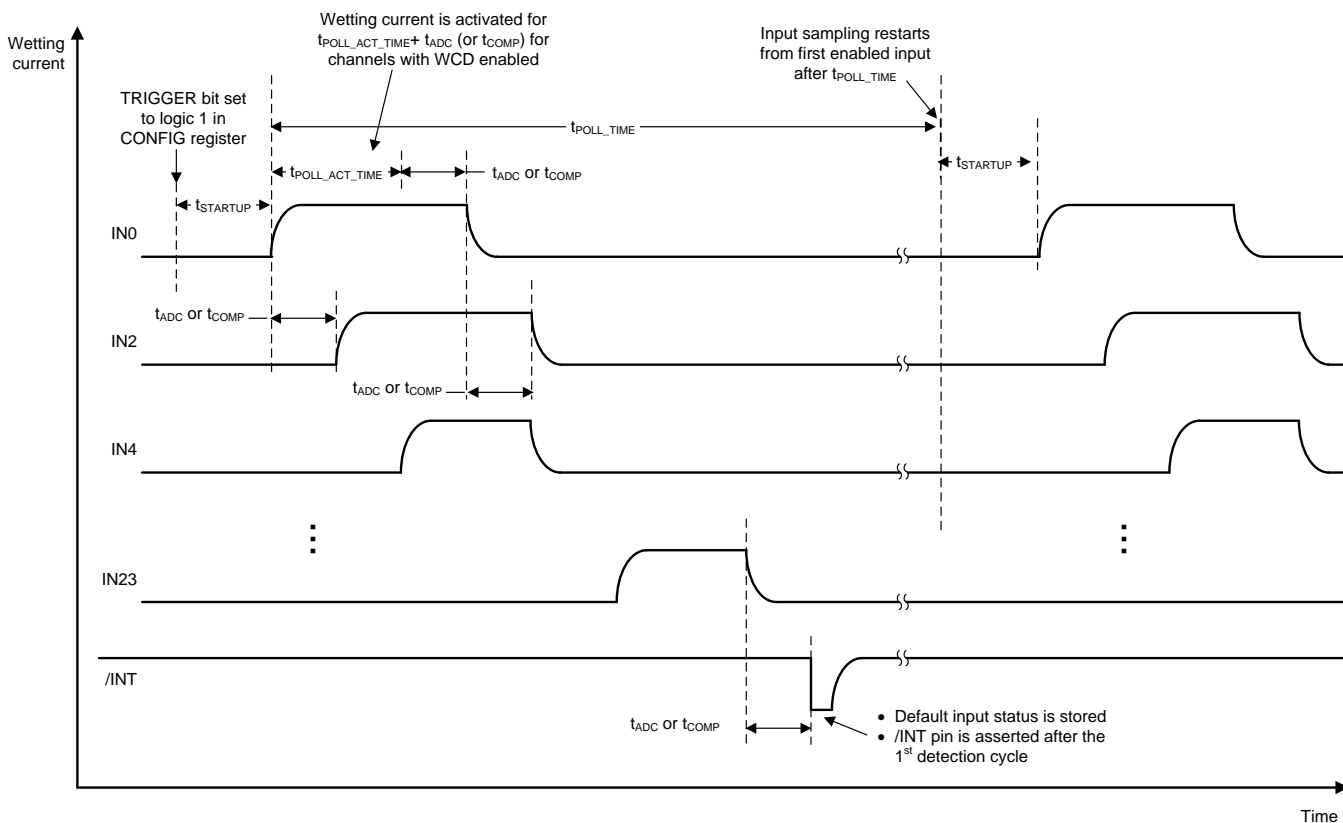 Wetting
current
Wetting current is activated for
tPOLL_ACT_TIME+ tADC (or tCOMP) for
channels with WCD enabled
Input sampling restarts
from first enabled input
after tPOLL_TIME
TRIGGER bit set
to logic 1 in
CONFIG register
tPOLL_TIME
tSTARTUP
tPOLL_ACT_TIME
tADC or tCOMP
tSTARTUP
IN0
tADC or tCOMP
IN2
tADC or tCOMP
IN4
IN23
/INT
tADC or tCOMP
• Default input status is stored
• /INT pin is asserted after the
1st detection cycle
Time